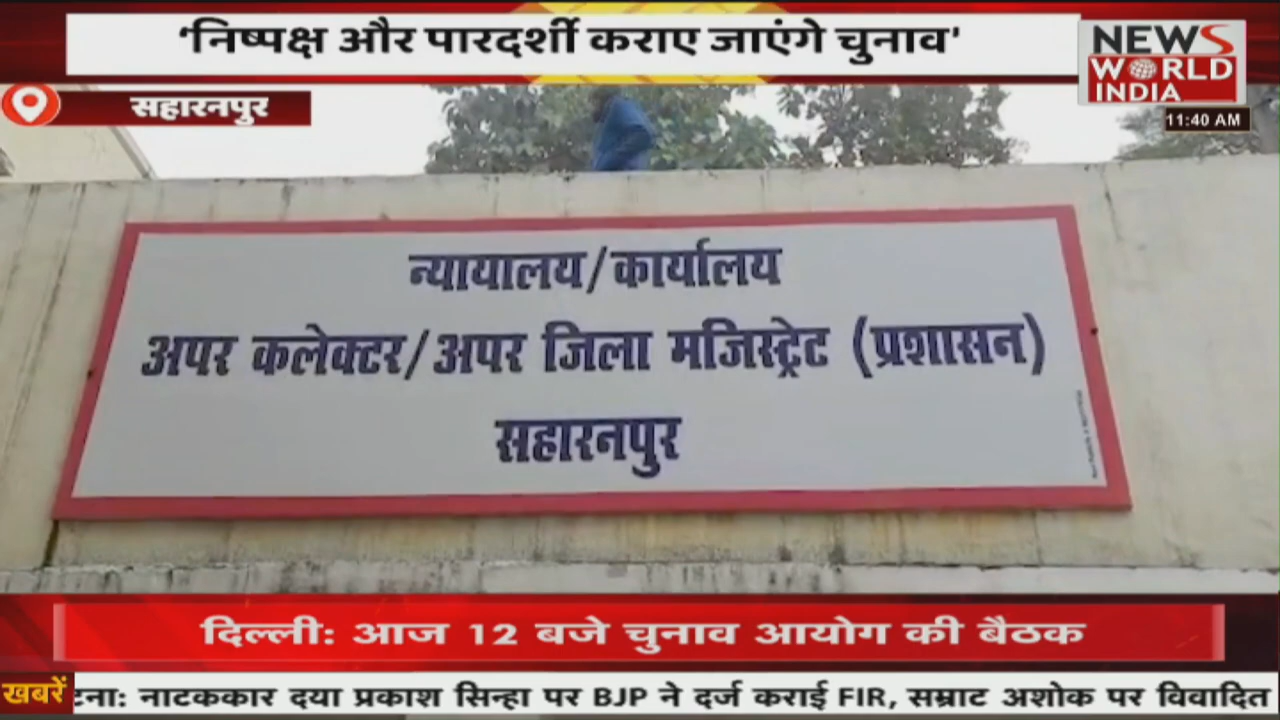 ‘निष्पक्ष और पारदर्शी कराए जाएंगे चुनाव’
NEWS
WORLD
INDIA
11:40 AM
सहारनपुर
न्यायालय/कार्यालय
अपर कलेक्टर/अपर जिला मजिस्ट्रेट (प्रशासन)
सहारनपुर
दिल्ली: आज 12 बजे चुनाव आयोग की बैठक
खबरें टना: नाटककार दया प्रकाश सिन्हा पर BJP ने दर्ज कराई FIR, सम्राट अशोक पर विवादित